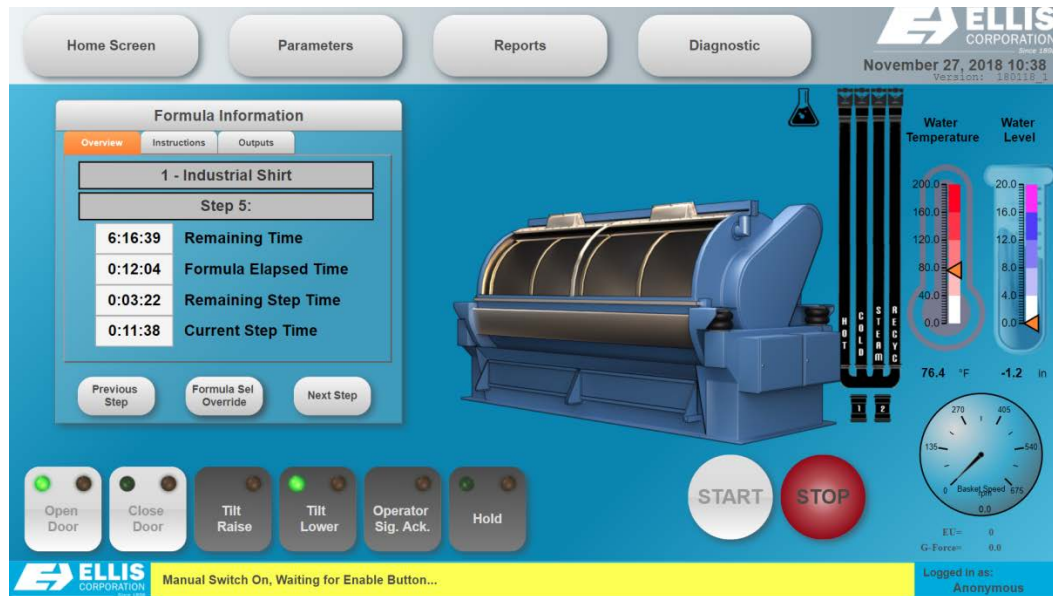 Home Screen
Parameters
Reports
Diagnostic
ELLIS
CORPORATION
November 27, 2018 10:38
Version: 180118_1
Formula Information
Overview
Instructions
Outputs
1 - Industrial Shirt
Step 5:
6:16:39 Remaining Time
0:12:04 Formula Elapsed Time
0:03:22 Remaining Step Time
0:11:38 Current Step Time
Previous
Step
Formula Sel
Override
Next Step
HOT
COLD
STEAM
RECYC
1 2
Water
Temperature
200.0
160.0
120.0
80.0
40.0
0.0
76.4 °F
Water
Level
20.0
16.0
12.0
8.0
4.0
0.0
-1.2 in
0
135
270
405
540
675
Basket Speed
rpm
0.0
EU= 0
G-Force= 0.0
Open
Door
Close
Door
Tilt
Raise
Tilt
Lower
Operator
Sig. Ack.
Hold
START
STOP
ELLIS
CORPORATION
Manual Switch On, Waiting for Enable Button...
Logged in as:
Anonymous